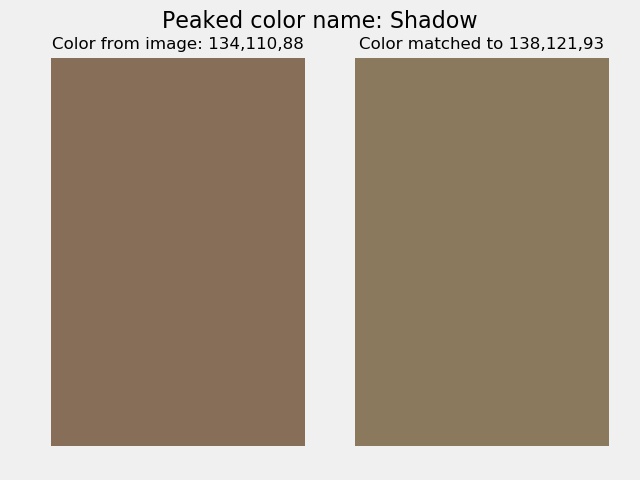 Peaked color name: Shadow
Color from image: 134,110,88
Color matched to 138,121,93